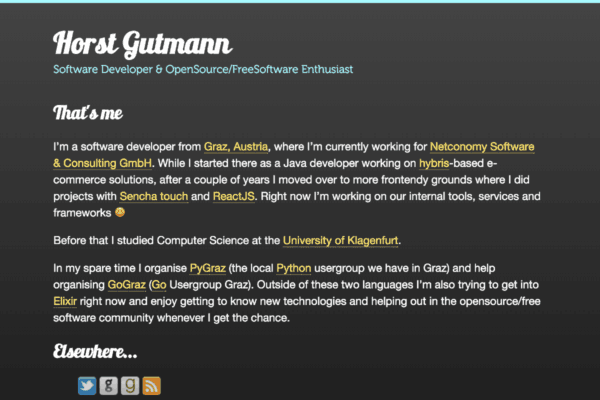 Horst Gutmann
Software Developer & OpenSource/FreeSoftware Enthusiast
That's me
I'm a software developer from Graz, Austria, where I'm currently working for Netconomy Software
& Consulting GmbH. While I started there as a Java developer working on hybris-based e-
commerce solutions, after a couple of years I moved over to more frontendy grounds where I did
projects with Sencha touch and ReactJS. Right now I'm working on our internal tools, services and
frameworks 😀
Before that I studied Computer Science at the University of Klagenfurt.
In my spare time I organise PyGraz (the local Python usergroup we have in Graz) and help
organising GoGraz (Go Usergroup Graz). Outside of these two languages I'm also trying to get into
Elixir right now and enjoy getting to know new technologies and helping out in the opensource/free
software community whenever I get the chance.
Elsewhere...
g g